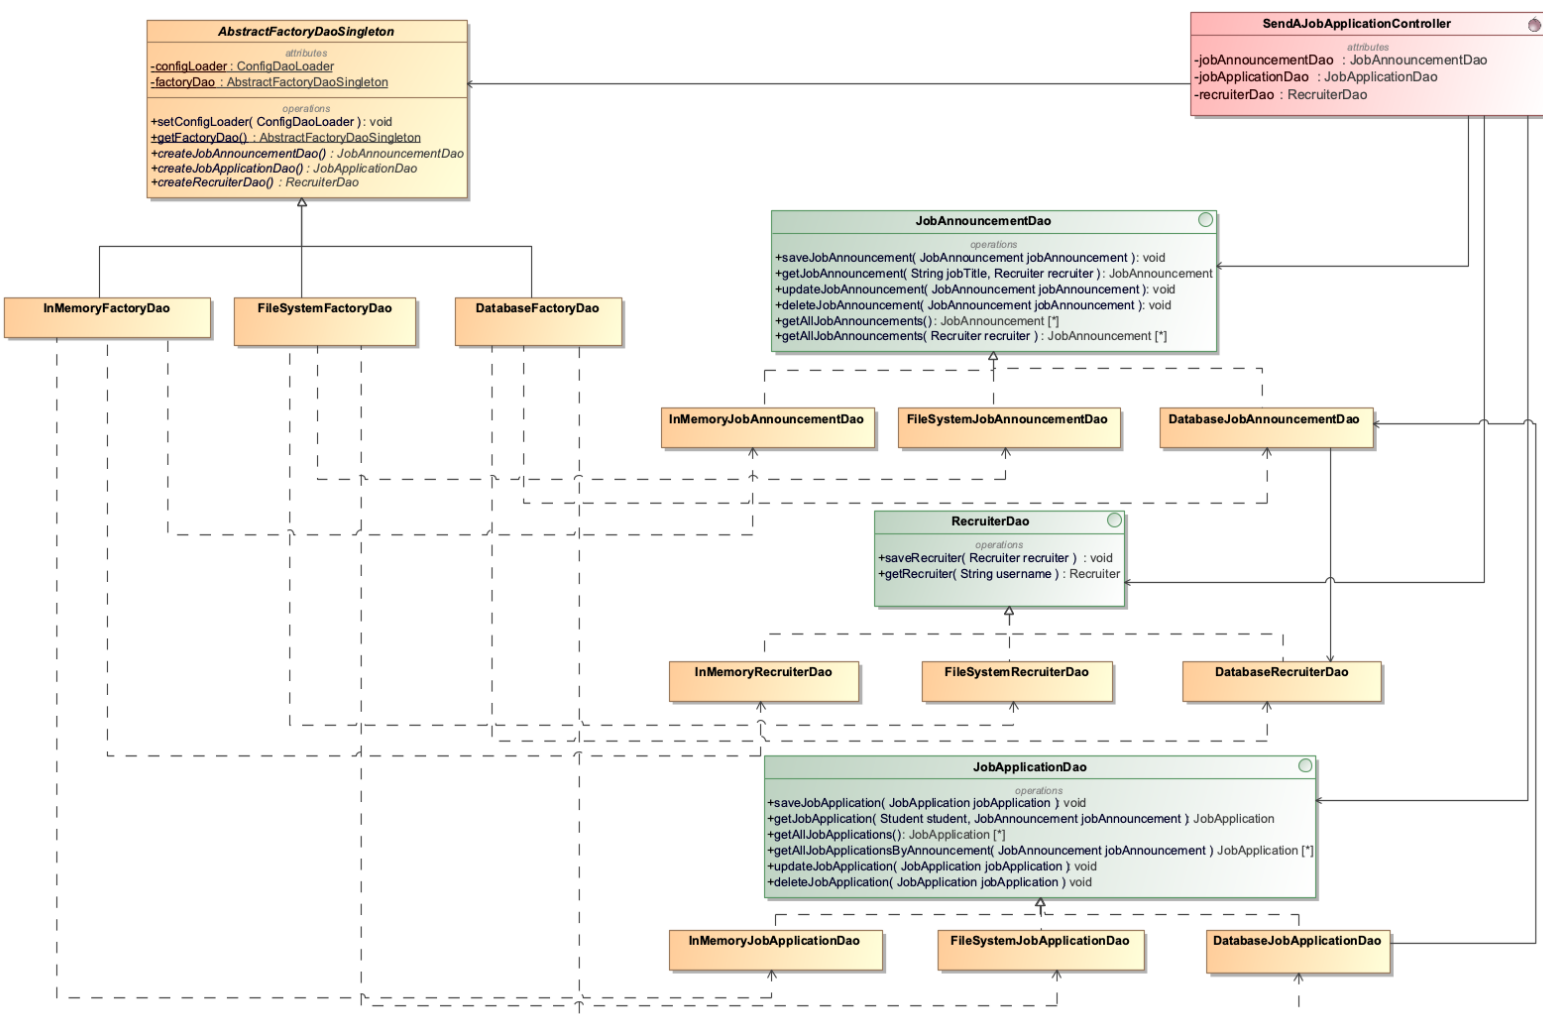 AbstractFactoryDaoSingleton
attributes
-configLoader : ConfigDaoLoader
-factoryDao : AbstractFactoryDaoSingleton
operations
+setConfigLoader( ConfigDaoLoader ) : void
+getFactoryDao() : AbstractFactoryDaoSingleton
+createJobAnnouncementDao() : JobAnnouncementDao
+createJobApplicationDao() : JobApplicationDao
+createRecruiterDao() : RecruiterDao
SendAJobApplicationController
attributes
-jobAnnouncementDao : JobAnnouncementDao
-jobApplicationDao : JobApplicationDao
-recruiterDao : RecruiterDao
InMemoryFactoryDao
FileSystemFactoryDao
DatabaseFactoryDao
JobAnnouncementDao
operations
+saveJobAnnouncement( JobAnnouncement jobAnnouncement ) : void
+getJobAnnouncement( String jobTitle, Recruiter recruiter ) : JobAnnouncement
+updateJobAnnouncement( JobAnnouncement jobAnnouncement ) : void
+deleteJobAnnouncement( JobAnnouncement jobAnnouncement ) : void
+getAllJobAnnouncements() : JobAnnouncement [*]
+getAllJobAnnouncements( Recruiter recruiter ) : JobAnnouncement [*]
InMemoryJobAnnouncementDao
FileSystemJobAnnouncementDao
DatabaseJobAnnouncementDao
RecruiterDao
operations
+saveRecruiter( Recruiter recruiter ) : void
+getRecruiter( String username ) : Recruiter
InMemoryRecruiterDao
FileSystemRecruiterDao
DatabaseRecruiterDao
JobApplicationDao
operations
+saveJobApplication( JobApplication jobApplication ) : void
+getJobApplication( Student student, JobAnnouncement jobAnnouncement ) : JobApplication
+getAllJobApplications() : JobApplication [*]
+getAllJobApplicationsByAnnouncement( JobAnnouncement jobAnnouncement ) JobApplication [*]
+updateJobApplication( JobApplication jobApplication ) void
+deleteJobApplication( JobApplication jobApplication ) void
InMemoryJobApplicationDao
FileSystemJobApplicationDao
DatabaseJobApplicationDao